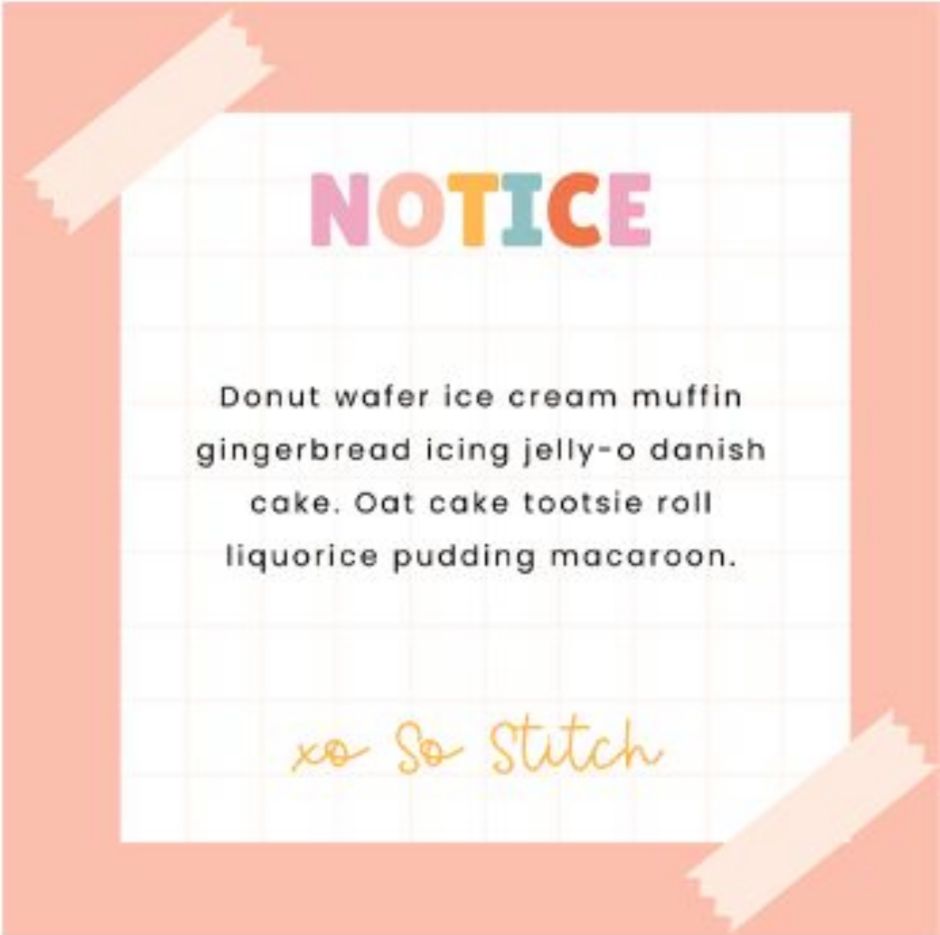 NOTICE
Donut wafer ice cream muffin
gingerbread icing jelly-o danish
cake. Oat cake tootsie roll
liquorice pudding macaroon.
xo So Stitch